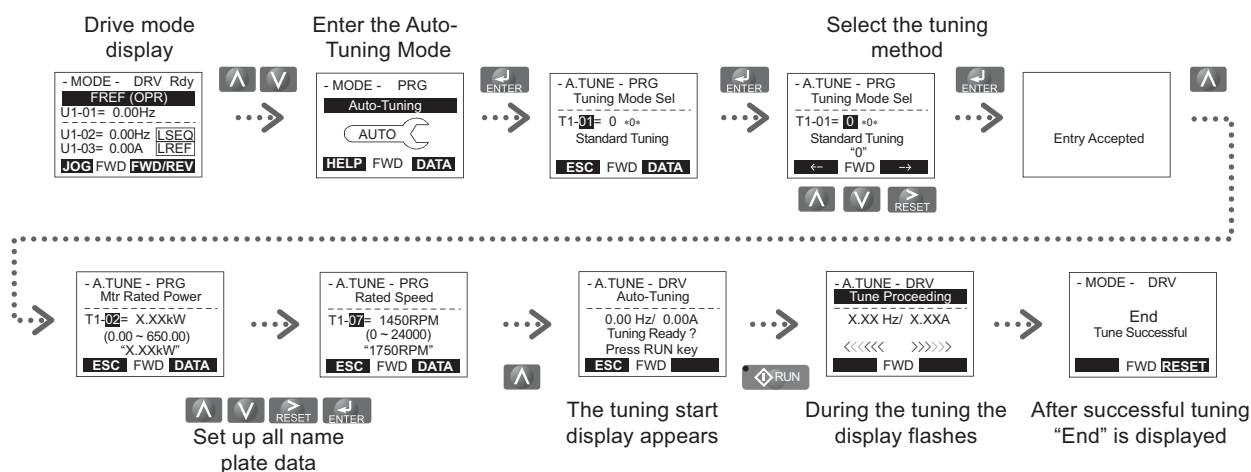 Drive mode
display
- MODE - DRV Rdy
FREF (OPR)
U1-01= 0.00Hz
U1-02= 0.00Hz LSEQ
U1-03= 0.00A LREF
JOG FWD FWD/REV
Enter the Auto-
Tuning Mode
- MODE - PRG
Auto-Tuning
AUTO
HELP FWD DATA
ENTER
- A.TUNE - PRG
Tuning Mode Sel
T1-01= 0 *0*
Standard Tuning
ESC FWD DATA
ENTER
Select the tuning
method
- A.TUNE - PRG
Tuning Mode Sel
T1-01= 0 *0*
Standard Tuning
“0”
← FWD →
RESET
ENTER
Entry Accepted
- A.TUNE - PRG
Mtr Rated Power
T1-02= X.XXkW
(0.00 ~ 650.00)
“X.XXkW”
ESC FWD DATA
- A.TUNE - PRG
Rated Speed
T1-07= 1450RPM
(0 ~ 24000)
“1750RPM”
ESC FWD DATA
RESET ENTER
Set up all name
plate data
- A.TUNE - DRV
Auto-Tuning
0.00 Hz/ 0.00A
Tuning Ready ?
Press RUN key
ESC FWD
The tuning start
display appears
RUN
- A.TUNE - DRV
Tune Proceeding
X.XX Hz/ X.XXA
<<<<<< >>>>>>
FWD
During the tuning the
display flashes
- MODE - DRV
End
Tune Successful
FWD RESET
After successful tuning
“End” is displayed